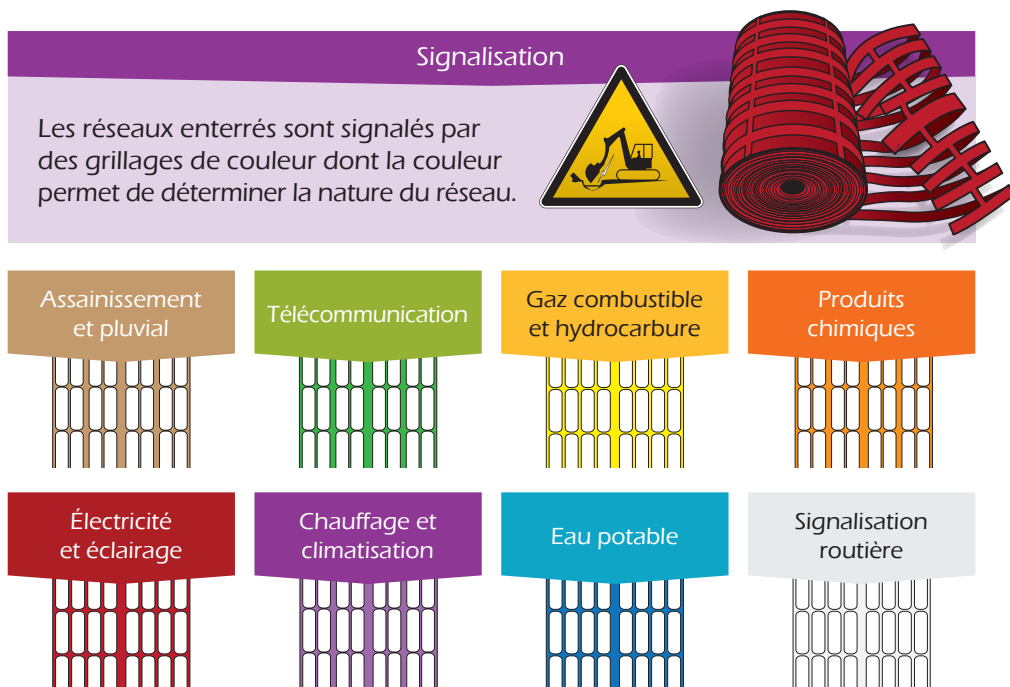 Signalisation
Les réseaux enterrés sont signalés par
des grillages de couleur dont la couleur
permet de déterminer la nature du réseau.
Assainissement
et pluvial
Télécommunication
Gaz combustible
et hydrocarbure
Produits
chimiques
Électricité
et éclairage
Chauffage et
climatisation
Eau potable
Signalisation
routière